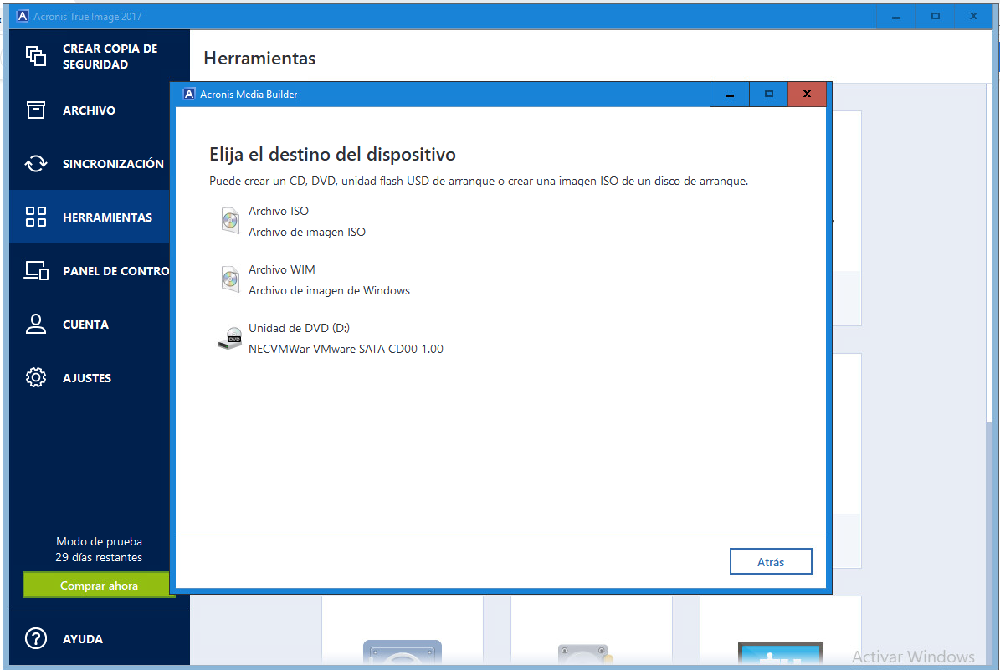 Acronis True Image 2017
CREAR COPIA DE
SEGURIDAD
ARCHIVO
SINCRONIZACIÓN
HERRAMIENTAS
PANEL DE CONTRO
CUENTA
AJUSTES
Modo de prueba
29 días restantes
Comprar ahora
AYUDA
Herramientas
Acronis Media Builder
Elija el destino del dispositivo
Puede crear un CD, DVD, unidad flash USD de arranque o crear una imagen ISO de un disco de arranque.
Archivo ISO
Archivo de imagen ISO
Archivo WIM
Archivo de imagen de Windows
DVD
Unidad de DVD (D:)
NECVMWar VMware SATA CD00 1.00
Atrás
Activar Windows